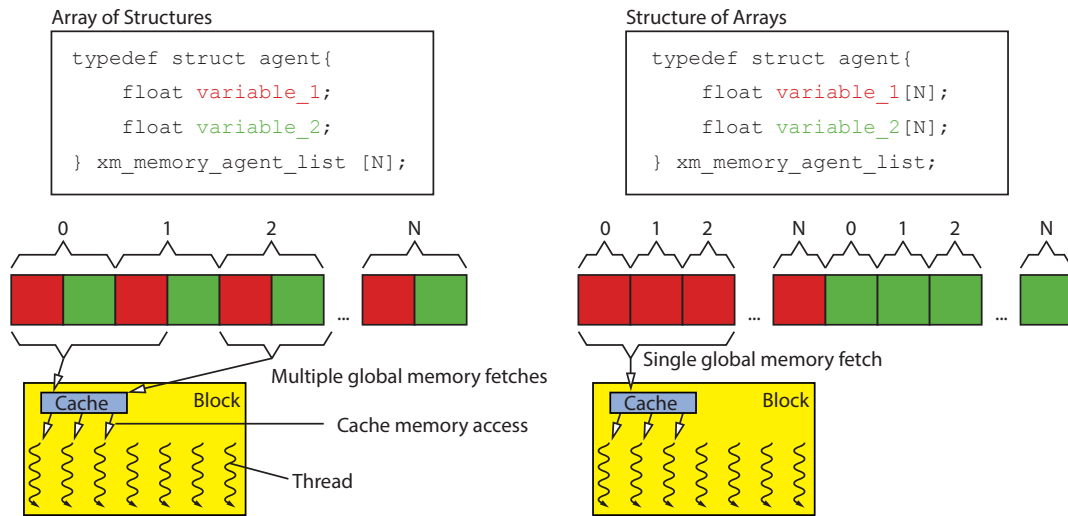 Array of Structures
typedef struct agent{
float variable_1;
float variable_2;
} xm_memory_agent_list [N];
0 1 2 N
...
Multiple global memory fetches
Cache
Block
Cache memory access
Thread
Structure of Arrays
typedef struct agent{
float variable_1[N];
float variable_2[N];
} xm_memory_agent_list;
0 1 2 N 0 1 2 N
... ...
Single global memory fetch
Cache
Block